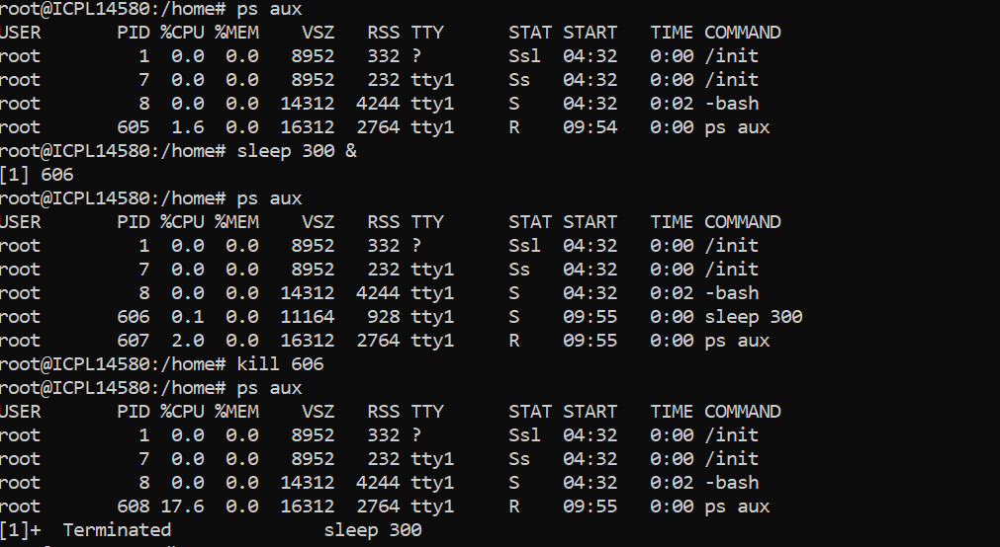 root@ICPL14580:/home# ps aux
USER       PID %CPU %MEM    VSZ   RSS TTY      STAT START   TIME COMMAND
root         1  0.0  0.0   8952   332 ?        Ssl  04:32   0:00 /init
root         7  0.0  0.0   8952   232 tty1     Ss   04:32   0:00 /init
root         8  0.0  0.0  14312  4244 tty1     S    04:32   0:02 -bash
root       605  1.6  0.0  16312  2764 tty1     R    09:54   0:00 ps aux
root@ICPL14580:/home# sleep 300 &
[1] 606
root@ICPL14580:/home# ps aux
USER       PID %CPU %MEM    VSZ   RSS TTY      STAT START   TIME COMMAND
root         1  0.0  0.0   8952   332 ?        Ssl  04:32   0:00 /init
root         7  0.0  0.0   8952   232 tty1     Ss   04:32   0:00 /init
root         8  0.0  0.0  14312  4244 tty1     S    04:32   0:02 -bash
root       606  0.1  0.0  11164   928 tty1     S    09:55   0:00 sleep 300
root       607  2.0  0.0  16312  2764 tty1     R    09:55   0:00 ps aux
root@ICPL14580:/home# kill 606
root@ICPL14580:/home# ps aux
USER       PID %CPU %MEM    VSZ   RSS TTY      STAT START   TIME COMMAND
root         1  0.0  0.0   8952   332 ?        Ssl  04:32   0:00 /init
root         7  0.0  0.0   8952   232 tty1     Ss   04:32   0:00 /init
root         8  0.0  0.0  14312  4244 tty1     S    04:32   0:02 -bash
root       608 17.6  0.0  16312  2764 tty1     R    09:55   0:00 ps aux
[1]+  Terminated              sleep 300